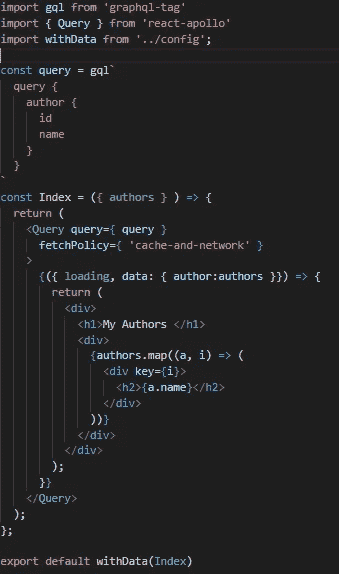 import gql from 'graphql-tag'
import { Query } from 'react-apollo'
import withData from '../config';
const query = gql`
query {
author {
id
name
}
}
`
const Index = ({ authors } ) => {
return (
<Query query={ query }
fetchPolicy={ 'cache-and-network' }
>
{({ loading, data: { author:authors }}) => {
return (
<div>
<h1>My Authors </h1>
<div>
{authors.map((a, i) => (
<div key={i}>
<h2>{a.name}</h2>
</div>
))}
</div>
</div>
);
}}
</Query>
);
};
export default withData(Index)